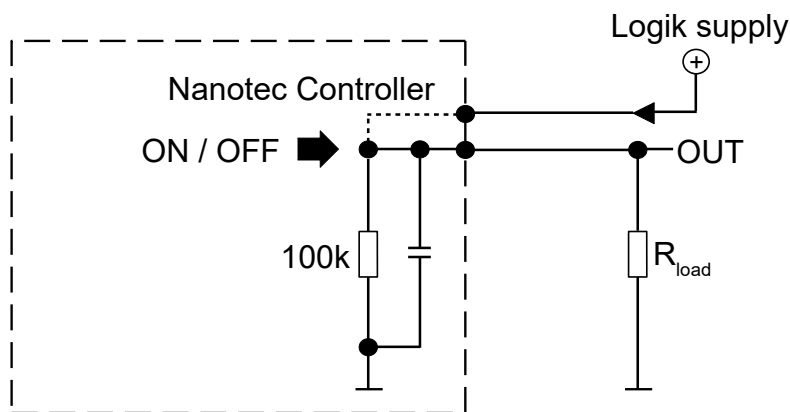 Logik supply
Nanotec Controller
ON / OFF
OUT
100k
Rload